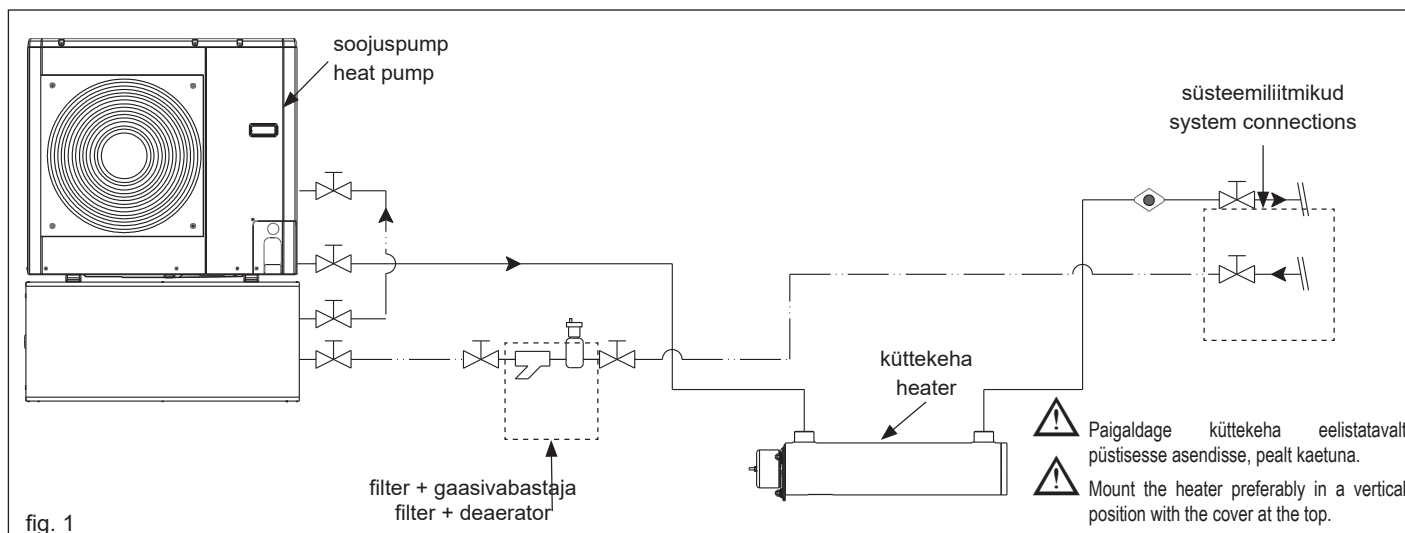 soojuspump
heat pump
süsteemiliitmikud
system connections
küttekeha
heater
Paigaldage küttekeha eelistatavalt
püstisesse asendisse, pealt kaetuna.
Mount the heater preferably in a vertical
position with the cover at the top.
filter + gaasivabastaja
filter + deaerator
fig. 1